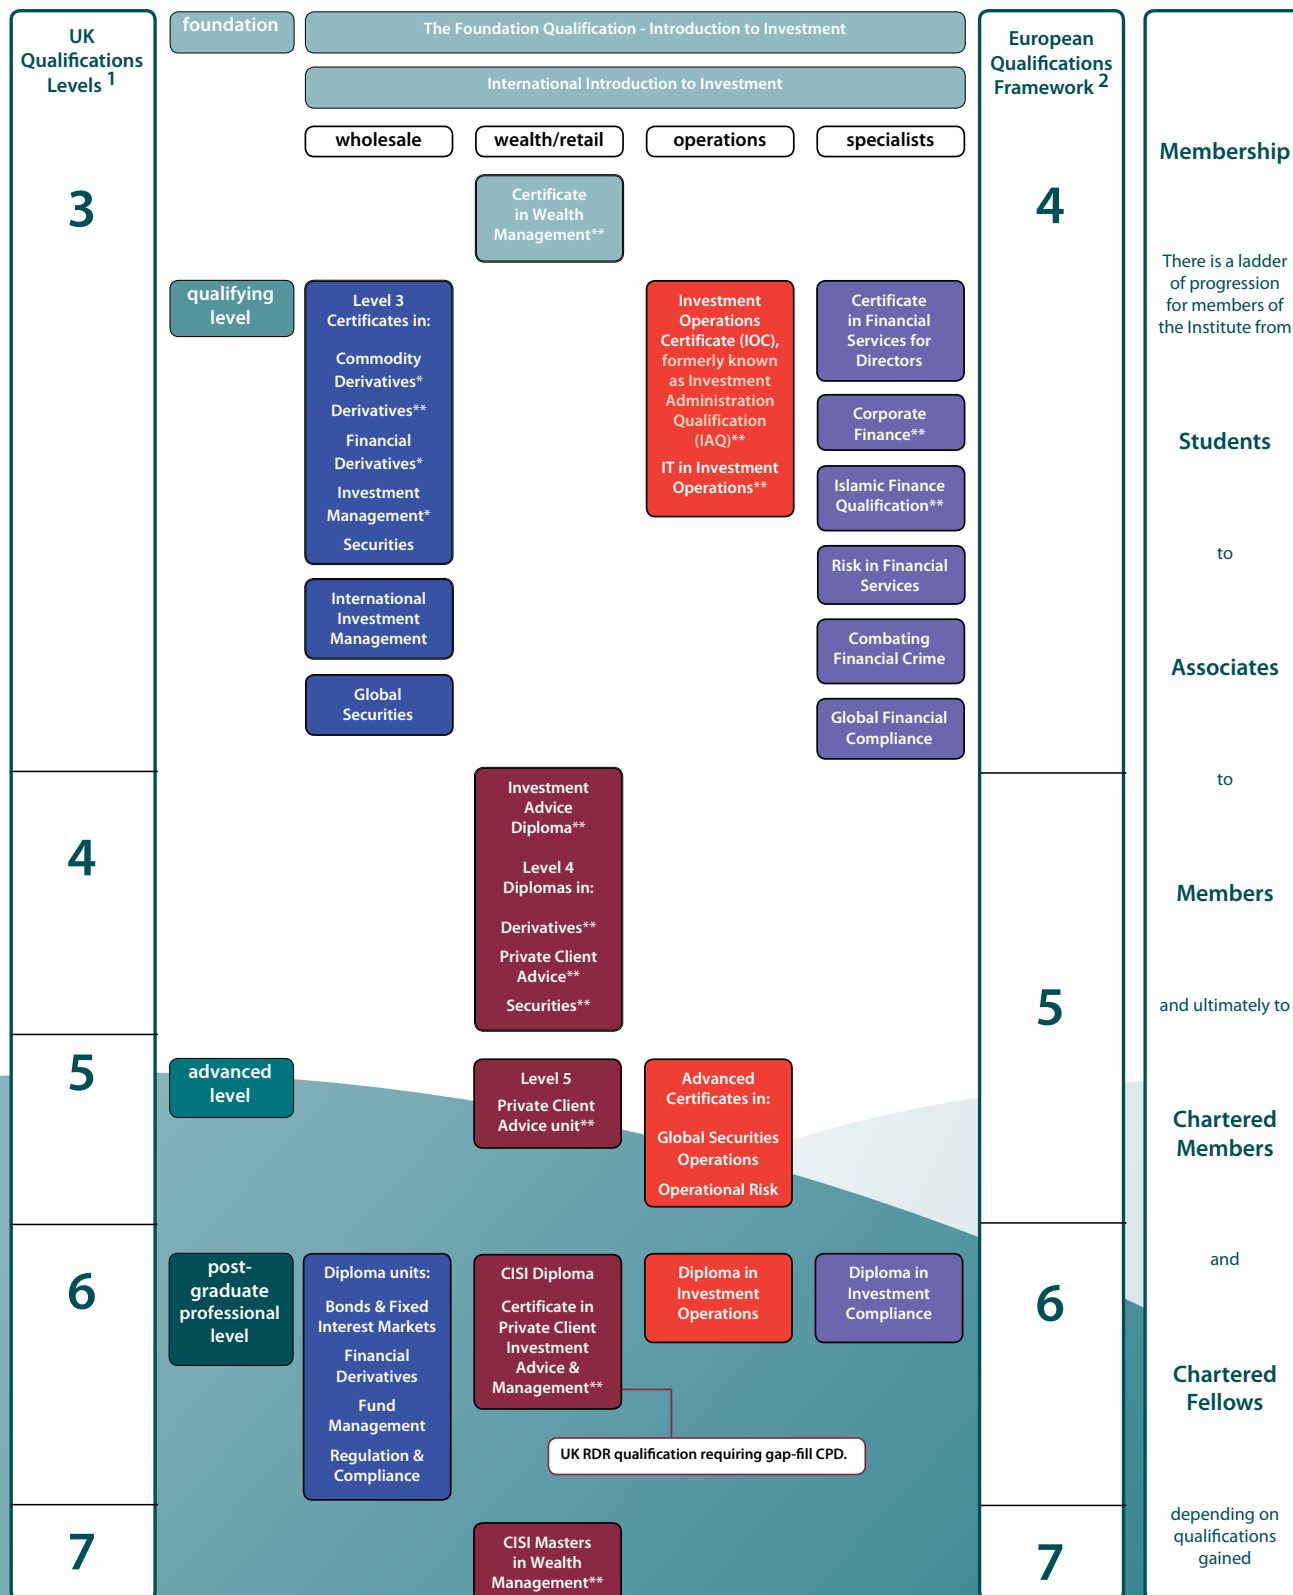 UK
Qualifications
Levels 1
3
4
5
6
7
foundation
The Foundation Qualification - Introduction to Investment
International Introduction to Investment
wholesale
wealth/retail
operations
specialists
Certificate
in Wealth
Management**
qualifying
level
Level 3
Certificates in:
Commodity
Derivatives*
Derivatives**
Financial
Derivatives*
Investment
Management*
Securities
International
Investment
Management
Global
Securities
Investment
Operations
Certificate (IOC),
formerly known
as Investment
Administration
Qualification
(IAQ)**
IT in Investment
Operations**
Certificate
in Financial
Services for
Directors
Corporate
Finance**
Islamic Finance
Qualification**
Risk in Financial
Services
Combating
Financial Crime
Global Financial
Compliance
Investment
Advice
Diploma**
Level 4
Diplomas in:
Derivatives**
Private Client
Advice**
Securities**
advanced
level
Level 5
Private Client
Advice unit**
Advanced
Certificates in:
Global Securities
Operations
Operational Risk
post-
graduate
professional
level
Diploma units:
Bonds & Fixed
Interest Markets
Financial
Derivatives
Fund
Management
Regulation &
Compliance
CISI Diploma
Certificate in
Private Client
Investment
Advice &
Management**
Diploma in
Investment
Operations
Diploma in
Investment
Compliance
UK RDR qualification requiring gap-fill CPD.
CISI Masters
in Wealth
Management**
European
Qualifications
Framework 2
4
5
6
7
Membership
There is a ladder
of progression
for members of
the Institute from
Students
to
Associates
to
Members
and ultimately to
Chartered
Members
and
Chartered
Fellows
depending on
qualifications
gained